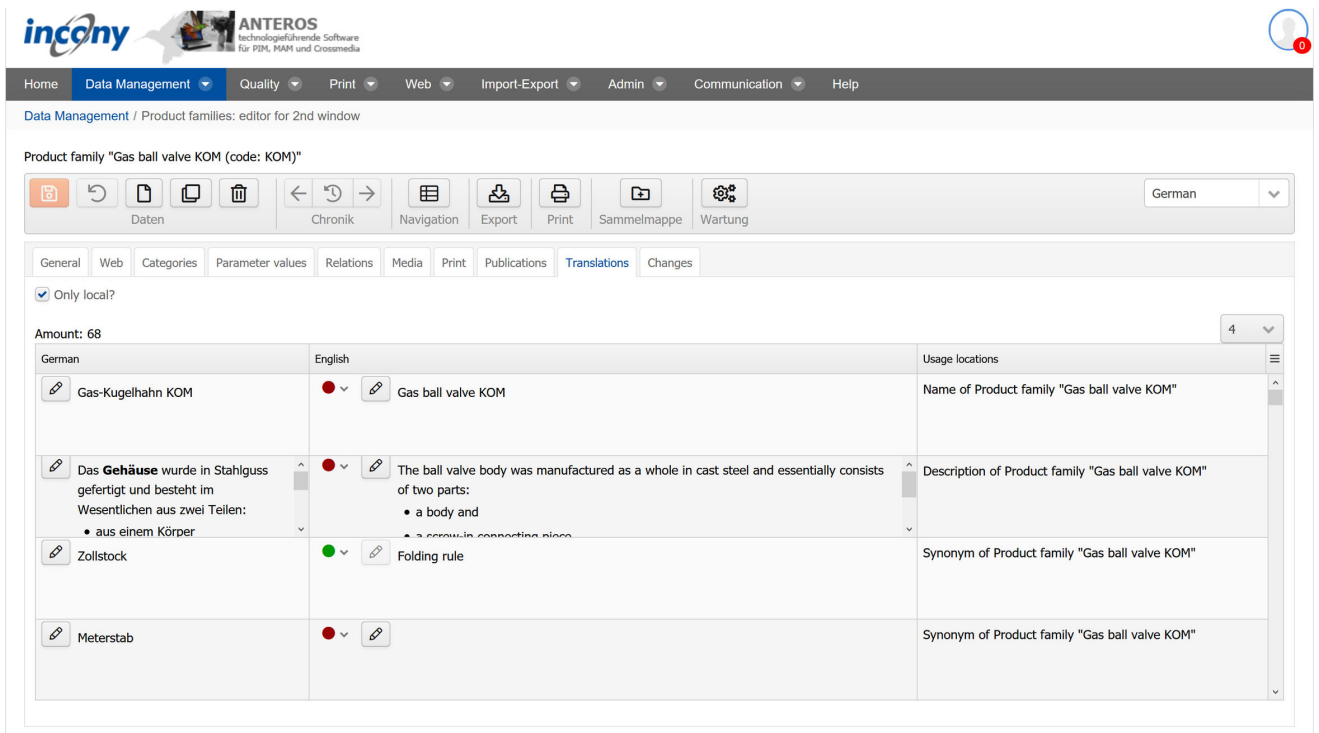 incony
ANTEROS
technologieführende Software
für PIM, MAM und Crossmedia
0
Home Data Management Quality Print Web Import-Export Admin Communication Help
Data Management / Product families: editor for 2nd window
Product family "Gas ball valve KOM (code: KOM)"
German
Daten Chronik Navigation Export Print Sammelmappe Wartung
General Web Categories Parameter values Relations Media Print Publications Translations Changes
Only local?
Amount: 68
4
German English Usage locations
Gas-Kugelhahn KOM Gas ball valve KOM Name of Product family "Gas ball valve KOM"
Das Gehäuse wurde in Stahlguss
gefertigt und besteht im
Wesentlichen aus zwei Teilen:
• aus einem Körper
The ball valve body was manufactured as a whole in cast steel and essentially consists
of two parts:
• a body and
• a screw-in connecting piece
Description of Product family "Gas ball valve KOM"
Zollstock Folding rule Synonym of Product family "Gas ball valve KOM"
Meterstab Synonym of Product family "Gas ball valve KOM"